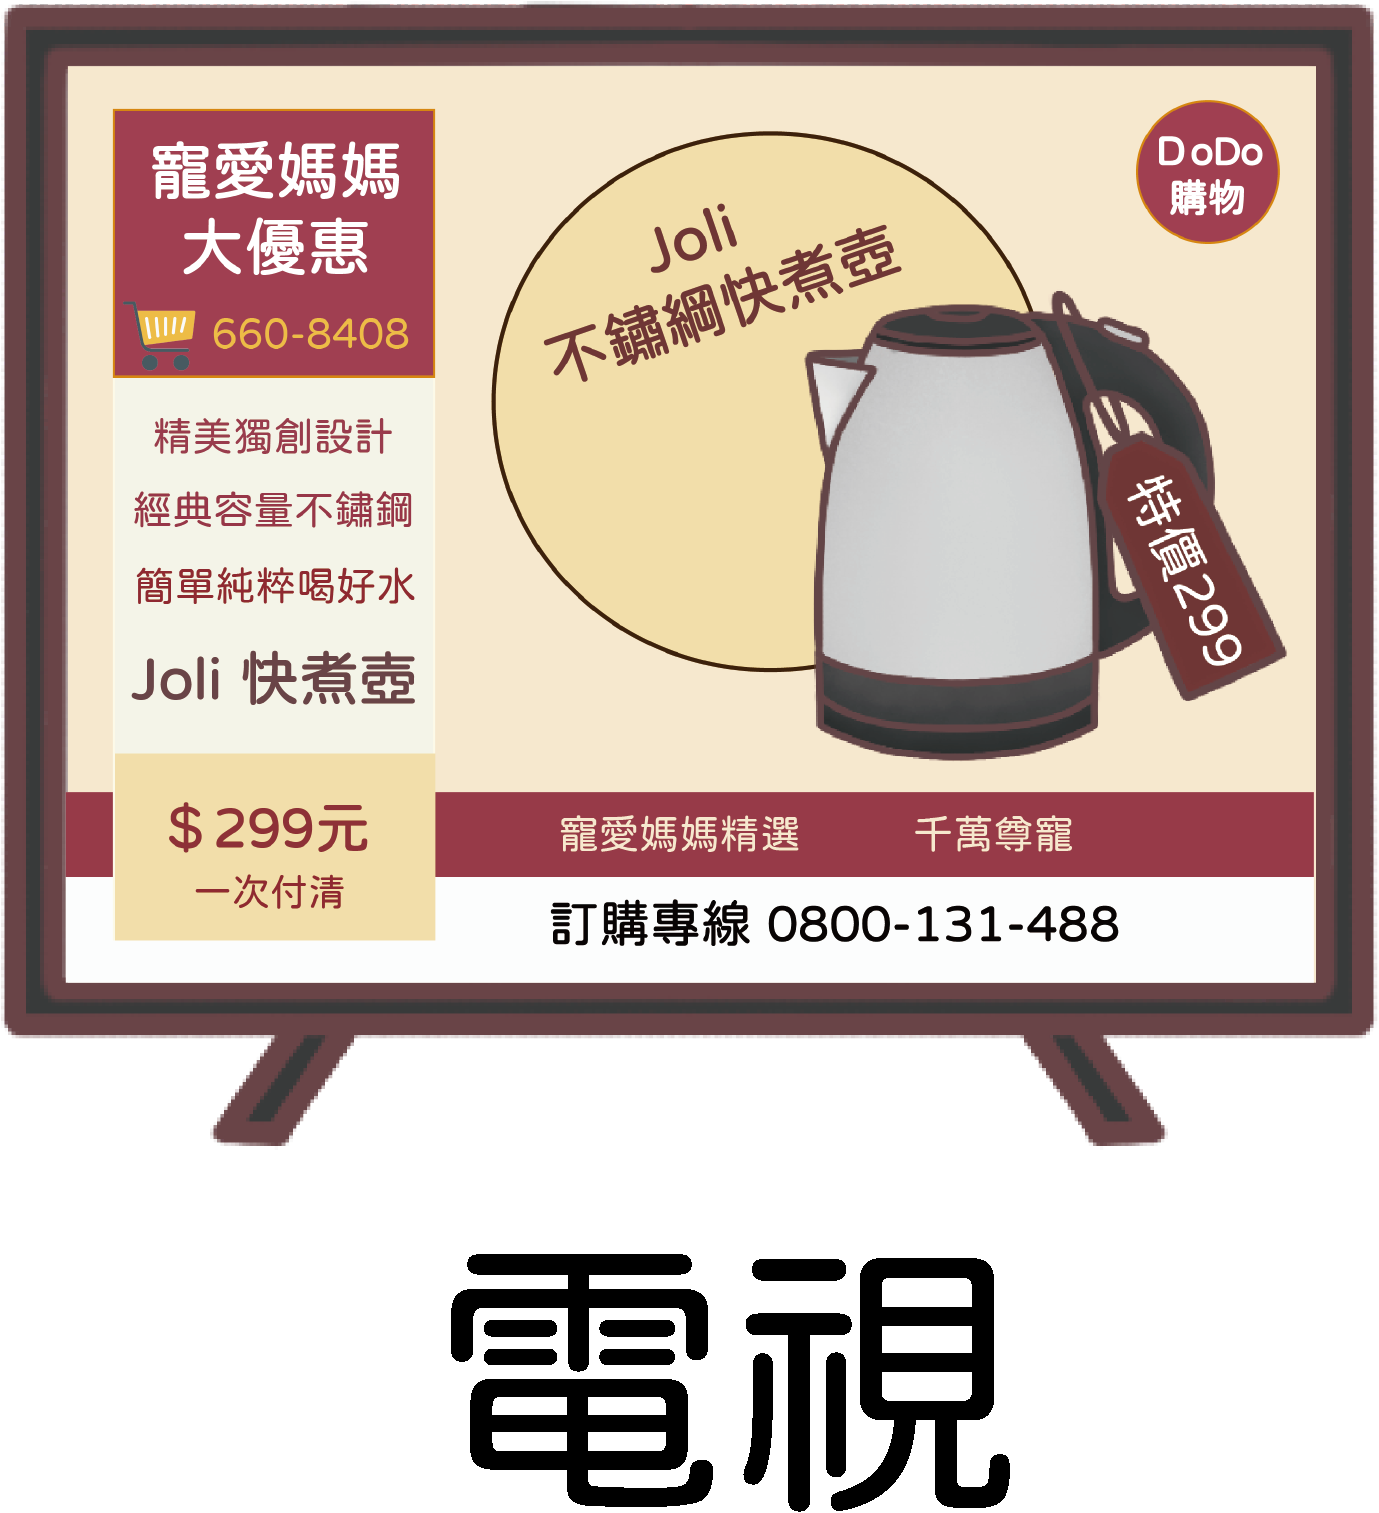 寵愛媽媽
大優惠
660-8408
精美獨創設計
經典容量不鏽鋼
簡單純粹喝好水
Joli 快煮壺
$299元
一次付清
Joli
不鏽綱快煮壺
DoDo
購物
特價299
寵愛媽媽精選 千萬尊寵
訂購專線 0800-131-488
電視